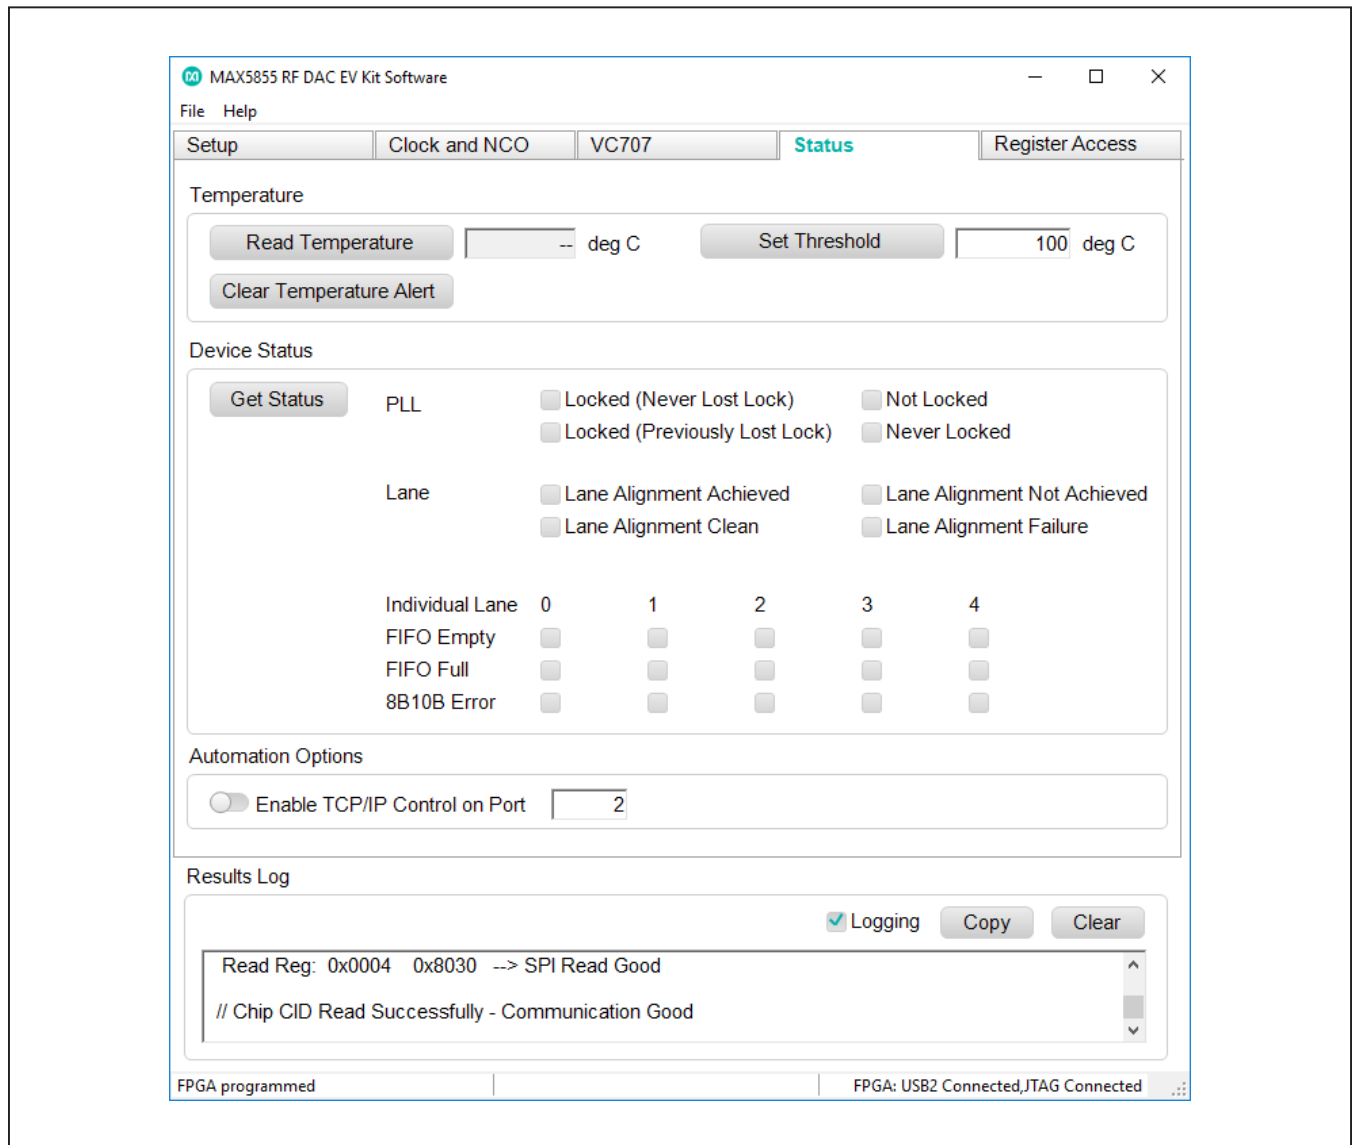 MAX5855 RF DAC EV Kit Software
File Help
Setup Clock and NCO VC707 Status Register Access
Temperature
Read Temperature -- deg C Set Threshold 100 deg C
Clear Temperature Alert
Device Status
Get Status PLL Locked (Never Lost Lock) Not Locked
Locked (Previously Lost Lock) Never Locked
Lane Lane Alignment Achieved Lane Alignment Not Achieved
Lane Alignment Clean Lane Alignment Failure
Individual Lane 0 1 2 3 4
FIFO Empty
FIFO Full
8B10B Error
Automation Options
Enable TCP/IP Control on Port 2
Results Log
Logging Copy Clear
Read Reg: 0x0004 0x8030 --> SPI Read Good
// Chip CID Read Successfully - Communication Good
FPGA programmed FPGA: USB2 Connected,JTAG Connected